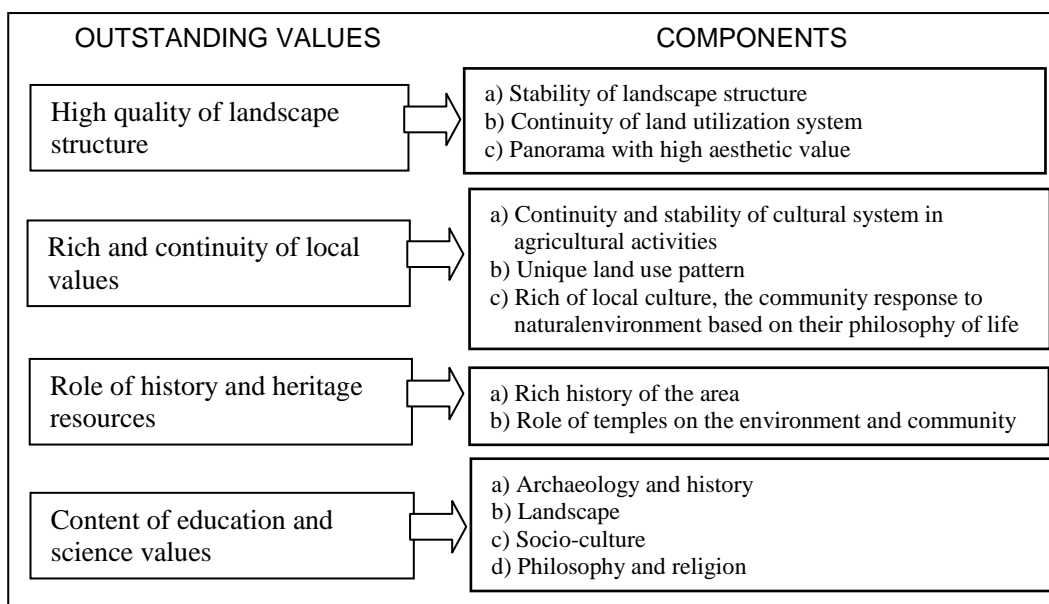 OUTSTANDING VALUES
COMPONENTS
High quality of landscape
structure
a) Stability of landscape structure
b) Continuity of land utilization system
c) Panorama with high aesthetic value
Rich and continuity of local
values
a) Continuity and stability of cultural system in
agricultural activities
b) Unique land use pattern
c) Rich of local culture, the community response to
naturalenvironment based on their philosophy of life
Role of history and heritage
resources
a) Rich history of the area
b) Role of temples on the environment and community
Content of education and
science values
a) Archaeology and history
b) Landscape
c) Socio-culture
d) Philosophy and religion